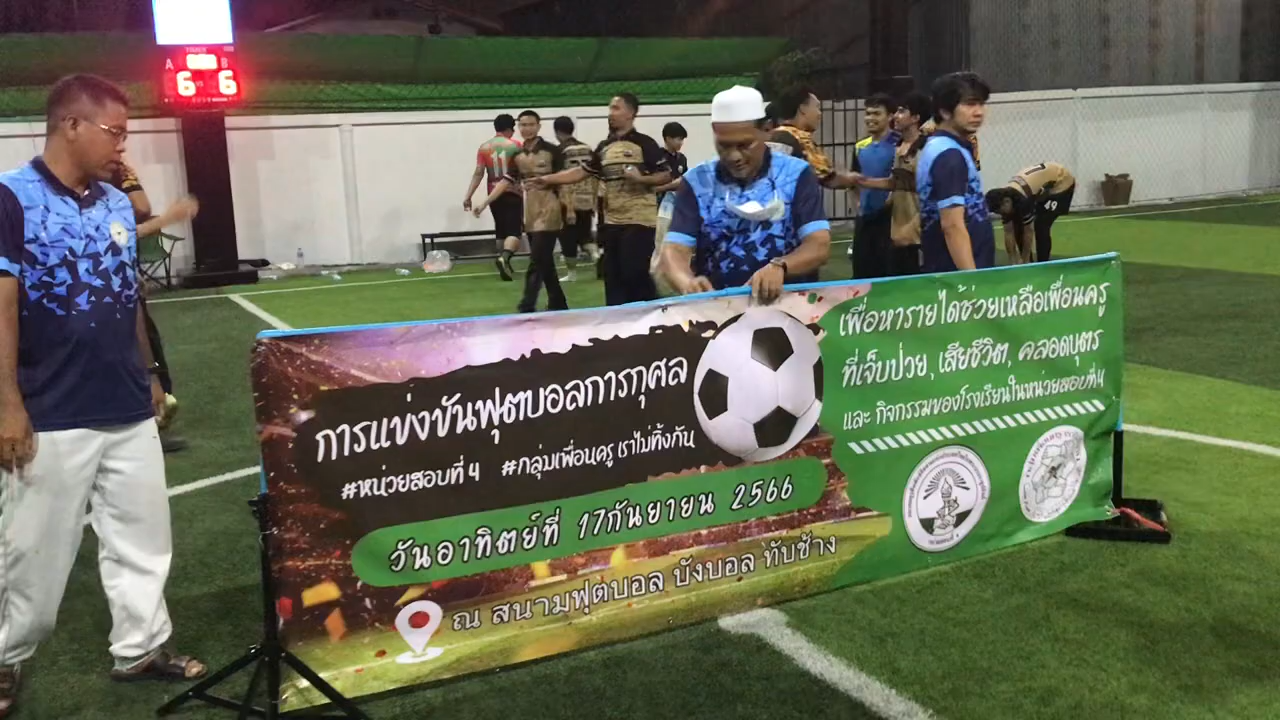 A B
6 6
11
49
การแข่งขันฟุตบอลการกุศล
#หน่วยสอบที่ 4 #กลุ่มเพื่อนครู เราไม่ทิ้งกัน
วันอาทิตย์ที่ 17กันยายน 2566
ณ สนามฟุตบอล บังบอล ทับช้าง
เพื่อหารายได้ช่วยเหลือเพื่อนครู
ที่เจ็บป่วย, เสียชีวิต, คลอดบุตร
และ กิจกรรมของโรงเรียนในหน่วยสอบที่ 4